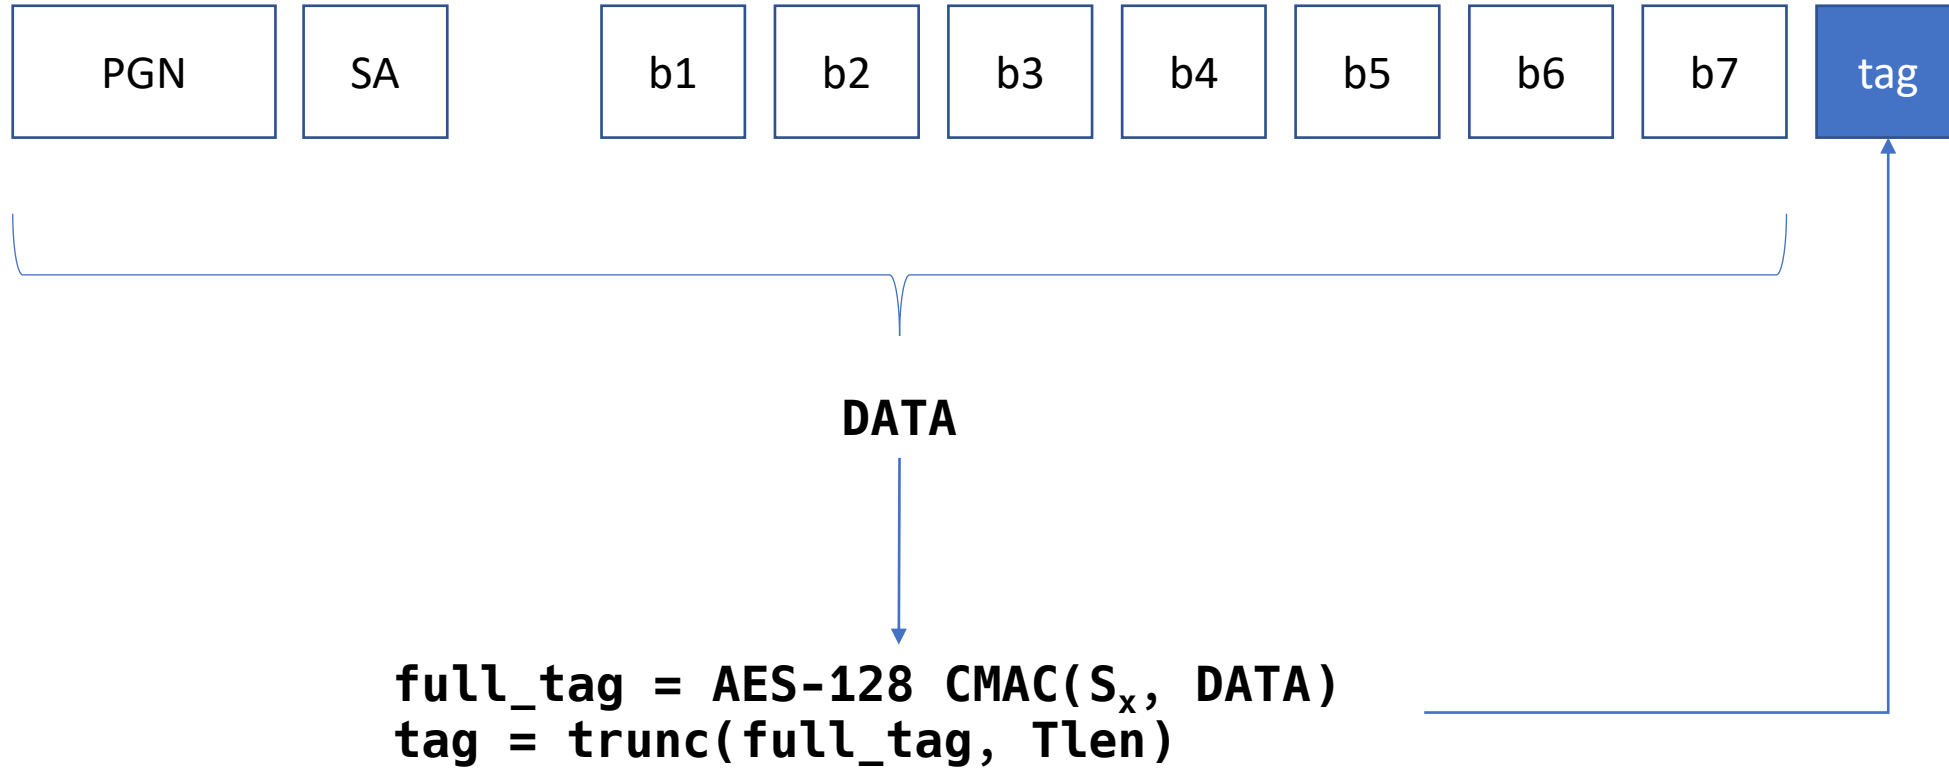 PGN SA b1 b2 b3 b4 b5 b6 b7 tag
DATA
full_tag = AES-128 CMAC(Sₓ, DATA)
tag = trunc(full_tag, Tlen)